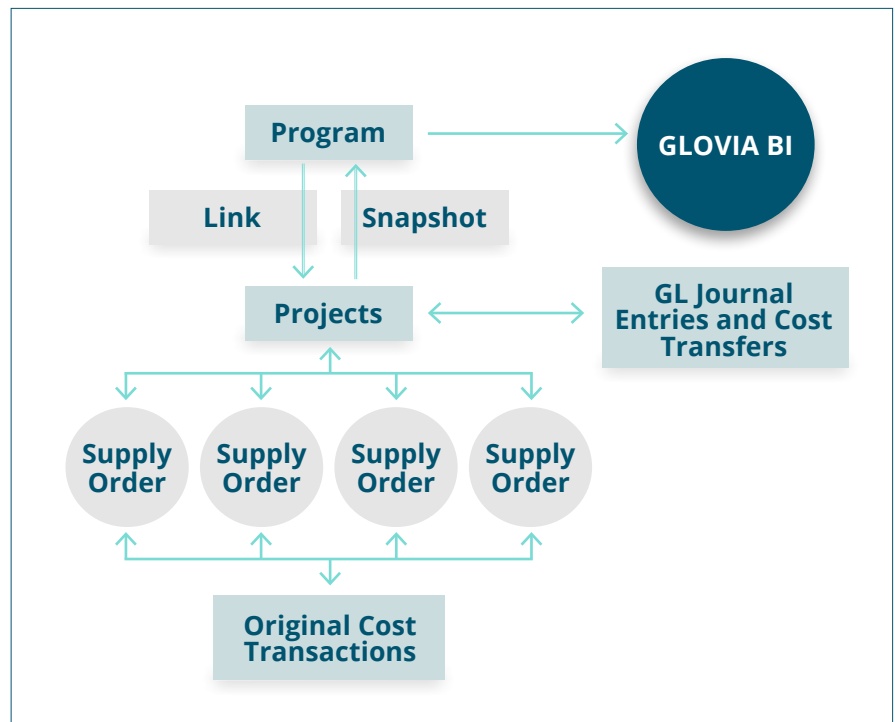 Program
GLOVIA BI
Link
Snapshot
Projects
GL Journal
Entries and Cost
Transfers
Supply
Order
Supply
Order
Supply
Order
Supply
Order
Original Cost
Transactions